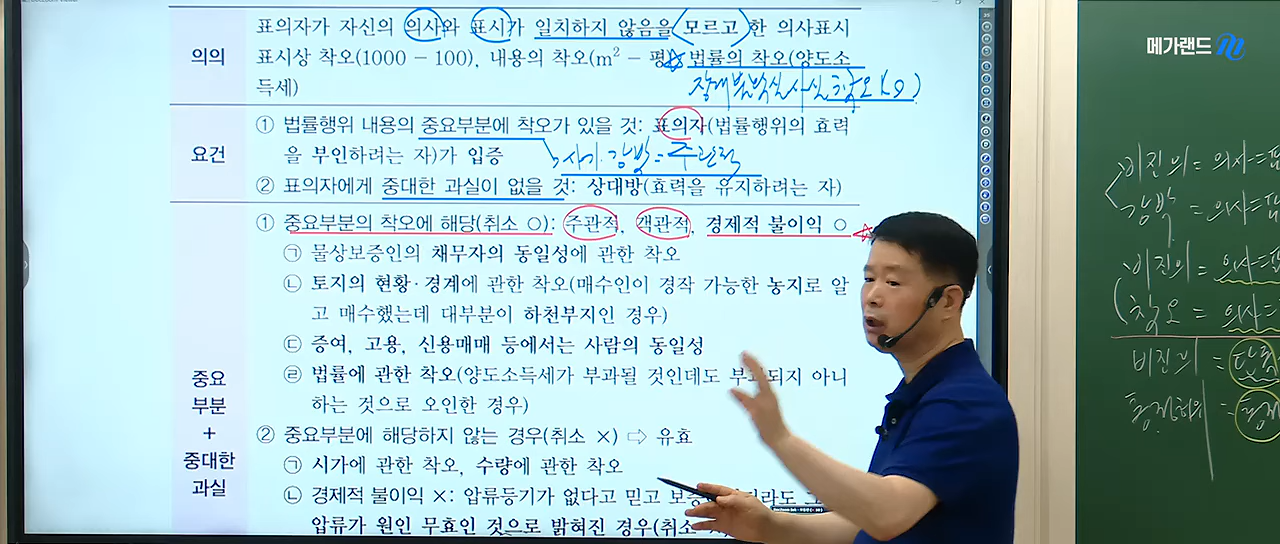 메가랜드
표의자가 자신의 의사와 표시가 일치하지 않음을 모르고 한 의사표시
의의
표시상 착오(1000 - 100), 내용의 착오(m² - 평), 법률의 착오(양도소
득세)
장래 불확실 사실 착오 (○)
① 법률행위 내용의 중요부분에 착오가 있을 것: 표의자(법률행위의 효력
요건
을 부인하려는 자)가 입증
사기·강박 = 주관적
② 표의자에게 중대한 과실이 없을 것: 상대방(효력을 유지하려는 자)
① 중요부분의 착오에 해당(취소 ○): 주관적, 객관적, 경제적 불이익 ○
㉠ 물상보증인의 채무자의 동일성에 관한 착오
㉡ 토지의 현황·경계에 관한 착오(매수인이 경작 가능한 농지로 알
고 매수했는데 대부분이 하천부지인 경우)
㉢ 증여, 고용, 신용매매 등에서는 사람의 동일성
㉣ 법률에 관한 착오(양도소득세가 부과될 것인데도 부과되지 아니
하는 것으로 오인한 경우)
중요
부분
+
중대한
과실
② 중요부분에 해당하지 않는 경우(취소 ×) ⇨ 유효
㉠ 시가에 관한 착오, 수량에 관한 착오
㉡ 경제적 불이익 ×: 압류등기가 없다고 믿고 보증
압류가 원인 무효인 것으로 밝혀진 경우(취소
비진의 = 의사=표
강박 = 의사=표
비진의 = 의사=표
착오 = 의사=
비진의 = 단독
통정허위 = 통정